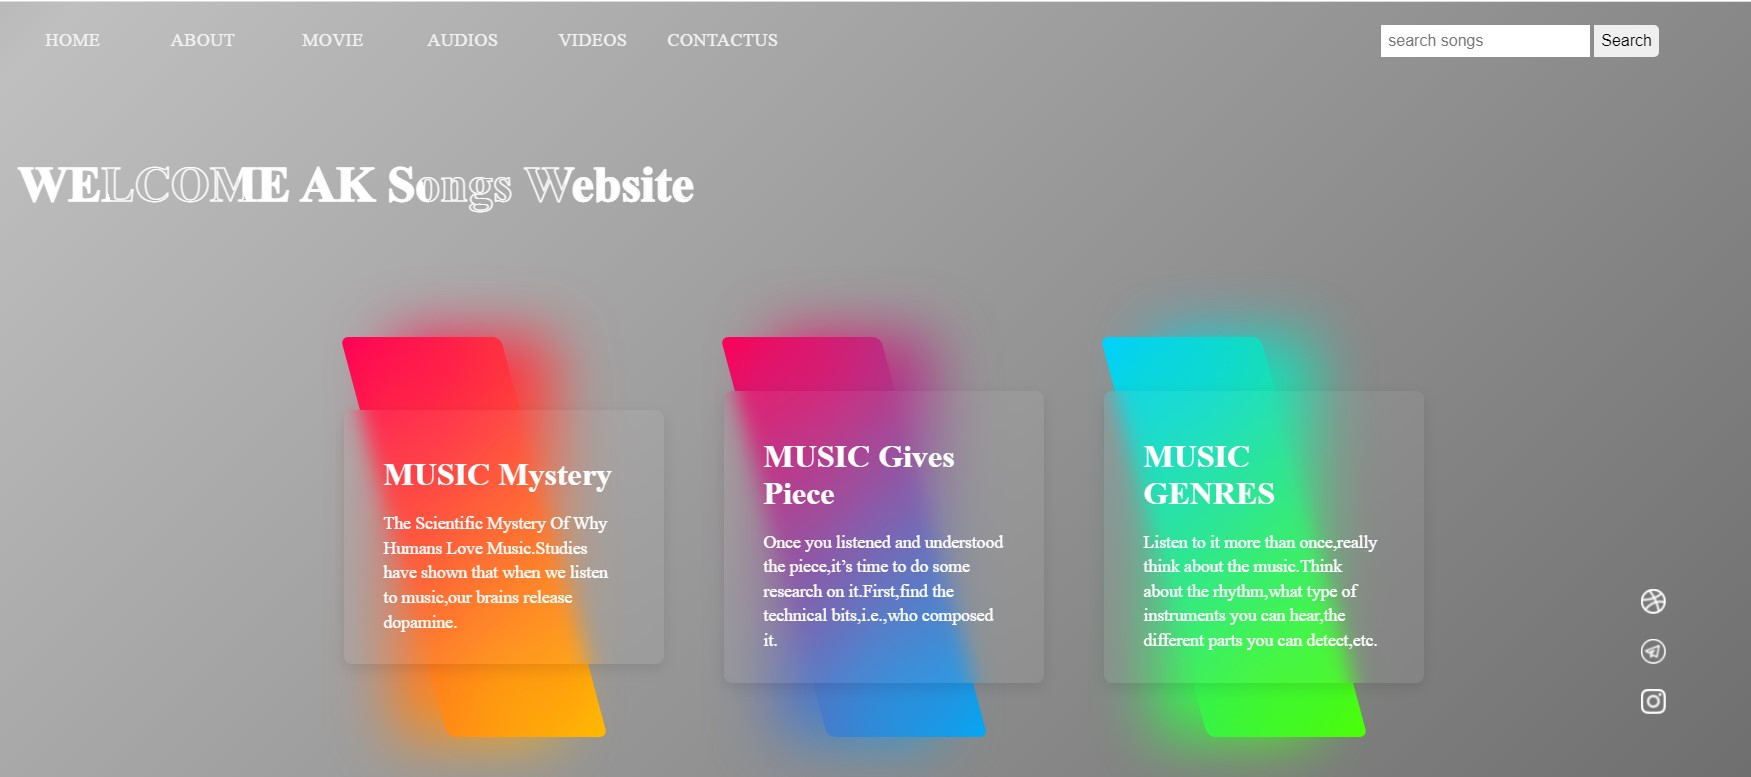 HOME ABOUT MOVIE AUDIOS VIDEOS CONTACTUS search songs Search
WELCOME AK Songs Website
MUSIC Mystery
The Scientific Mystery Of Why
Humans Love Music.Studies
have shown that when we listen
to music,our brains release
dopamine.
MUSIC Gives
Piece
Once you listened and understood
the piece,it’s time to do some
research on it.First,find the
technical bits,i.e.,who composed
it.
MUSIC
GENRES
Listen to it more than once,really
think about the music.Think
about the rhythm,what type of
instruments you can hear,the
different parts you can detect,etc.